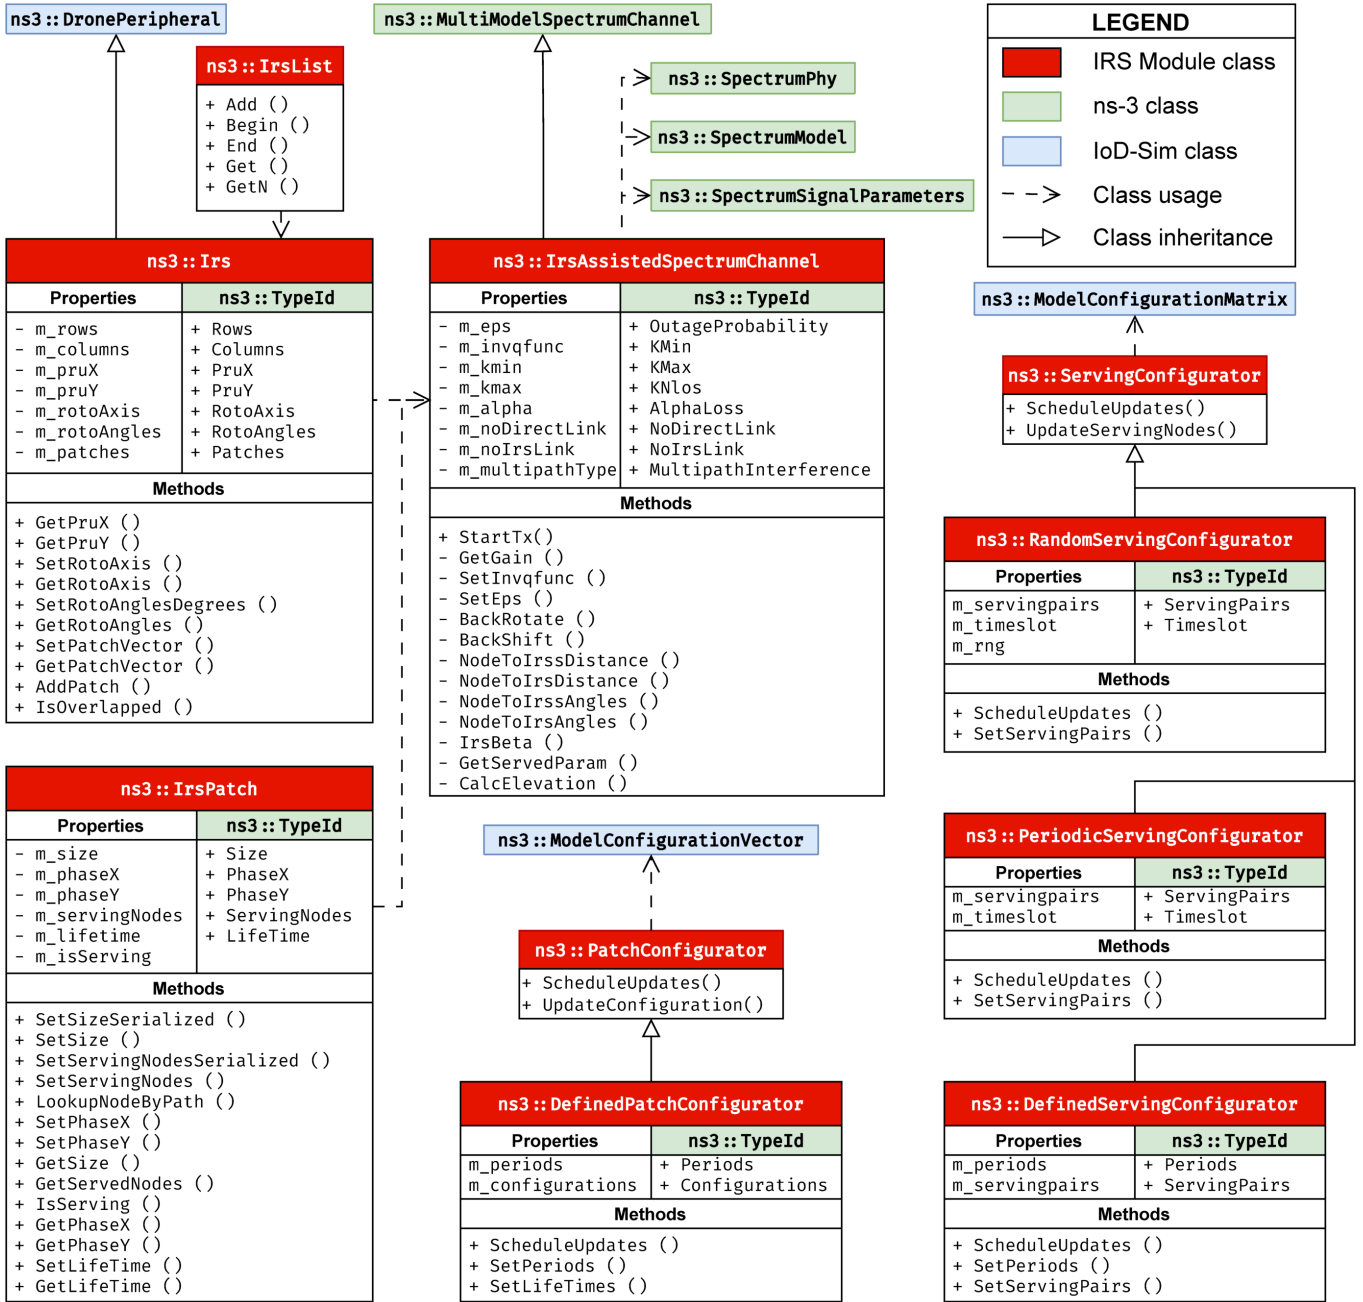 ns3::DronePeripheral
ns3::MultiModelSpectrumChannel
LEGEND
IRS Module class
ns-3 class
IoD-Sim class
Class usage
Class inheritance
ns3::IrsList
+ Add ()
+ Begin ()
+ End ()
+ Get ()
+ GetN ()
ns3::SpectrumPhy
ns3::SpectrumModel
ns3::SpectrumSignalParameters
ns3::Irs
Properties
ns3::TypeId
- m_rows
- m_columns
- m_pruX
- m_pruY
- m_rotoAxis
- m_rotoAngles
- m_patches
+ Rows
+ Columns
+ PruX
+ PruY
+ RotoAxis
+ RotoAngles
+ Patches
Methods
+ GetPruX ()
+ GetPruY ()
+ SetRotoAxis ()
+ GetRotoAxis ()
+ SetRotoAnglesDegrees ()
+ GetRotoAngles ()
+ SetPatchVector ()
+ GetPatchVector ()
+ AddPatch ()
+ IsOverlapped ()
ns3::IrsAssistedSpectrumChannel
Properties
ns3::TypeId
- m_eps
- m_invqfunc
- m_kmin
- m_kmax
- m_alpha
- m_noDirectLink
- m_noIrsLink
- m_multipathType
+ OutageProbability
+ KMin
+ KMax
+ KNlos
+ AlphaLoss
+ NoDirectLink
+ NoIrsLink
+ MultipathInterference
Methods
+ StartTx()
- GetGain ()
- SetInvqfunc ()
- SetEps ()
- BackRotate ()
- BackShift ()
- NodeToIrssDistance ()
- NodeToIrsDistance ()
- NodeToIrssAngles ()
- NodeToIrsAngles ()
- IrsBeta ()
- GetServedParam ()
- CalcElevation ()
ns3::ModelConfigurationMatrix
ns3::ServingConfigurator
+ ScheduleUpdates()
+ UpdateServingNodes()
ns3::RandomServingConfigurator
Properties
ns3::TypeId
m_servingpairs
m_timeslot
m_rng
+ ServingPairs
+ Timeslot
Methods
+ ScheduleUpdates ()
+ SetServingPairs ()
ns3::IrsPatch
Properties
ns3::TypeId
- m_size
- m_phaseX
- m_phaseY
- m_servingNodes
- m_lifetime
- m_isServing
+ Size
+ PhaseX
+ PhaseY
+ ServingNodes
+ LifeTime
Methods
+ SetSizeSerialized ()
+ SetSize ()
+ SetServingNodesSerialized ()
+ SetServingNodes ()
+ LookupNodeByPath ()
+ SetPhaseX ()
+ SetPhaseY ()
+ GetSize ()
+ GetServedNodes ()
+ IsServing ()
+ GetPhaseX ()
+ GetPhaseY ()
+ SetLifeTime ()
+ GetLifeTime ()
ns3::ModelConfigurationVector
ns3::PatchConfigurator
+ ScheduleUpdates()
+ UpdateConfiguration()
ns3::DefinedPatchConfigurator
Properties
ns3::TypeId
m_periods
m_configurations
+ Periods
+ Configurations
Methods
+ ScheduleUpdates ()
+ SetPeriods ()
+ SetLifeTimes ()
ns3::PeriodicServingConfigurator
Properties
ns3::TypeId
m_servingpairs
m_timeslot
+ ServingPairs
+ Timeslot
Methods
+ ScheduleUpdates ()
+ SetServingPairs ()
ns3::DefinedServingConfigurator
Properties
ns3::TypeId
m_periods
m_servingpairs
+ Periods
+ ServingPairs
Methods
+ ScheduleUpdates ()
+ SetPeriods ()
+ SetServingPairs ()